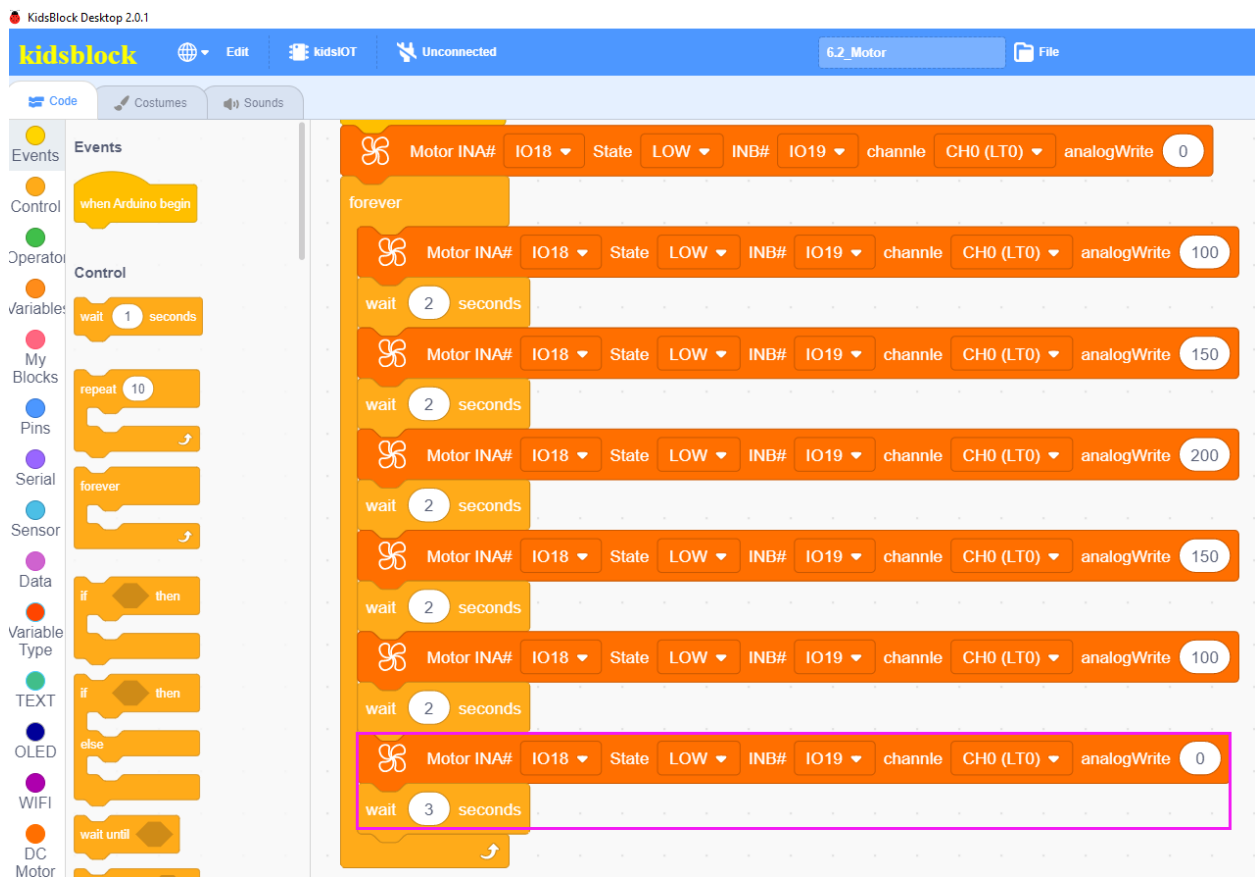 KidsBlock Desktop 2.0.1
kidsblock Edit kidsIOT Unconnected 6.2_Motor File
Code Costumes Sounds
Events
Control
Operator
Variables
My
Blocks
Pins
Serial
Sensor
Data
Variable
Type
TEXT
OLED
WIFI
DC
Motor
Events
when Arduino begin
Control
wait 1 seconds
repeat 10
forever
if then
if then
else
wait until
Motor INA# IO18 State LOW INB# IO19 channle CH0 (LT0) analogWrite 0
forever
Motor INA# IO18 State LOW INB# IO19 channle CH0 (LT0) analogWrite 100
wait 2 seconds
Motor INA# IO18 State LOW INB# IO19 channle CH0 (LT0) analogWrite 150
wait 2 seconds
Motor INA# IO18 State LOW INB# IO19 channle CH0 (LT0) analogWrite 200
wait 2 seconds
Motor INA# IO18 State LOW INB# IO19 channle CH0 (LT0) analogWrite 150
wait 2 seconds
Motor INA# IO18 State LOW INB# IO19 channle CH0 (LT0) analogWrite 100
wait 2 seconds
Motor INA# IO18 State LOW INB# IO19 channle CH0 (LT0) analogWrite 0
wait 3 seconds